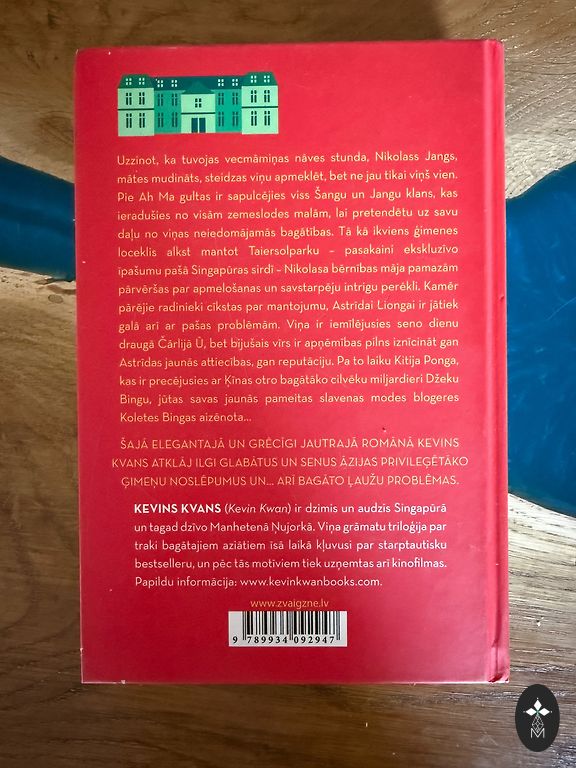 Uzzinot, ka tuvojas vecmāmiņas nāves stunda, Nikolass Jangs,
mātes mudināts, steidzas viņu apmeklēt, bet ne jau tikai viņš vien.
Pie Ah Ma gultas ir sapulcējies viss Šangu un Jangu klans, kas
ieradušies no visām zemeslodes malām, lai pretendētu uz savu
daļu no viņas neiedomājamās bagātības. Tā kā ikviens ģimenes
loceklis alkst mantot Taiersolparku – pasakaini ekskluzīvo
īpašumu pašā Singapūras sirdī – Nikolasa bērnības māja pamazām
pārvēršas par apmelošanas un savstarpēju intrigu perēkli. Kamēr
pārējie radinieki cīkstas par mantojumu, Astrīdai Liongai ir jātiek
galā arī ar pašas problēmām. Viņa ir iemīlējusies seno dienu
draugā Čārlijā Ū, bet bijušais vīrs ir apņēmības pilns iznīcināt gan
Astrīdas jaunās attiecības, gan reputāciju. Pa to laiku Kitija Ponga,
kas ir precējusies ar Ķīnas otro bagātāko cilvēku miljardieri Džeku
Bingu, jūtas savas jaunās pameitas slavenas modes blogeres
Koletes Bingas aizēnota...
ŠAJĀ ELEGANTAJĀ UN GRĒCĪGI JAUTRAJĀ ROMĀNĀ KEVINS
KVANS ATKLĀJ ILGI GLABĀTUS UN SENUS ĀZIJAS PRIVILEĢĒTĀKO
ĢIMEŅU NOSLĒPUMUS UN... ARĪ BAGĀTO ĻAUŽU PROBLĒMAS.
KEVINS KVANS (Kevin Kwan) ir dzimis un audzis Singapūrā
un tagad dzīvo Manhetenā Ņujorkā. Viņa grāmatu triloģija par
traki bagātajiem aziātiem īsā laikā kļuvusi par starptautisku
bestselleru, un pēc tās motīviem tiek uzņemtas arī kinofilmas.
Papildu informācija: www.kevinkwanbooks.com.
www.zvaigzne.lv
9 789934 092947
M